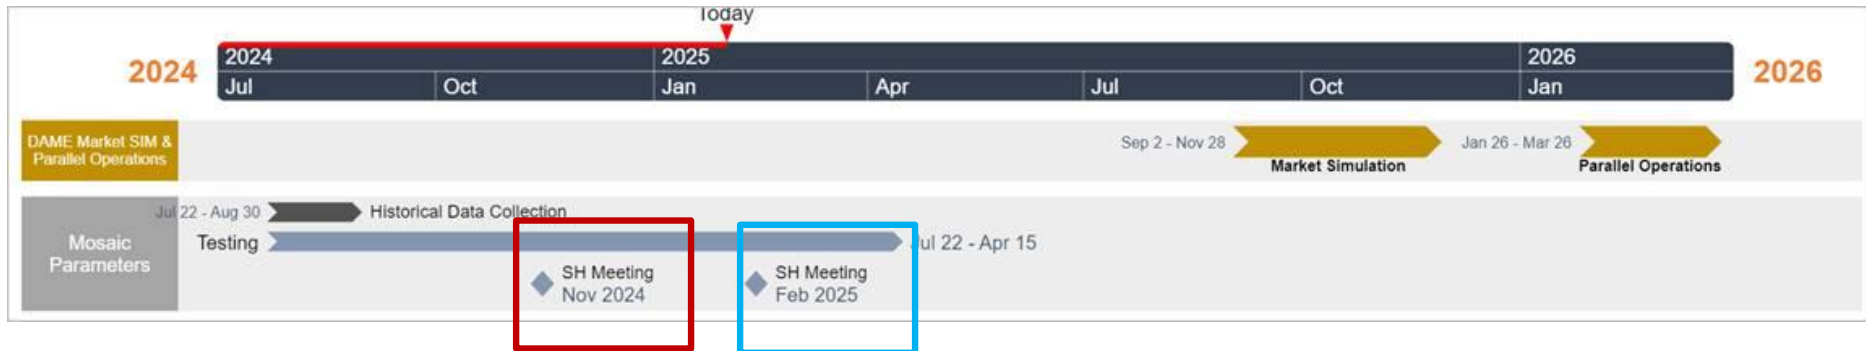 Today
2024
2024
2025
2026
2026
Jul
Oct
Jan
Apr
Jul
Oct
Jan
DAME Market SIM &
Parallel Operations
Sep 2 - Nov 28
Market Simulation
Jan 26 - Mar 26
Parallel Operations
Mosaic
Parameters
Jul 22 - Aug 30
Historical Data Collection
Testing
Jul 22 - Apr 15
SH Meeting
Nov 2024
SH Meeting
Feb 2025